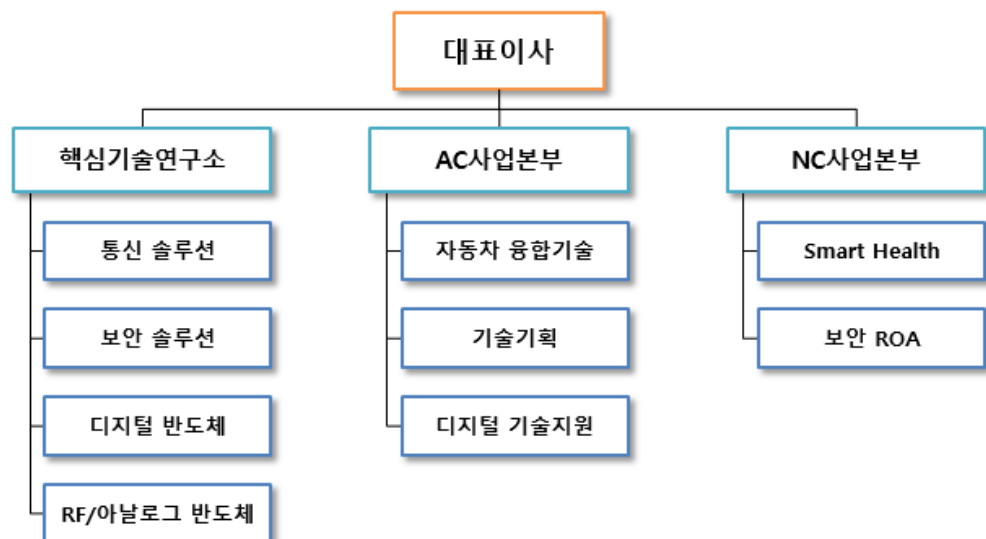 대표이사
핵심기술연구소
AC사업본부
NC사업본부
통신 솔루션
자동차 융합기술
Smart Health
보안 솔루션
기술기획
보안 ROA
디지털 반도체
디지털 기술지원
RF/아날로그 반도체